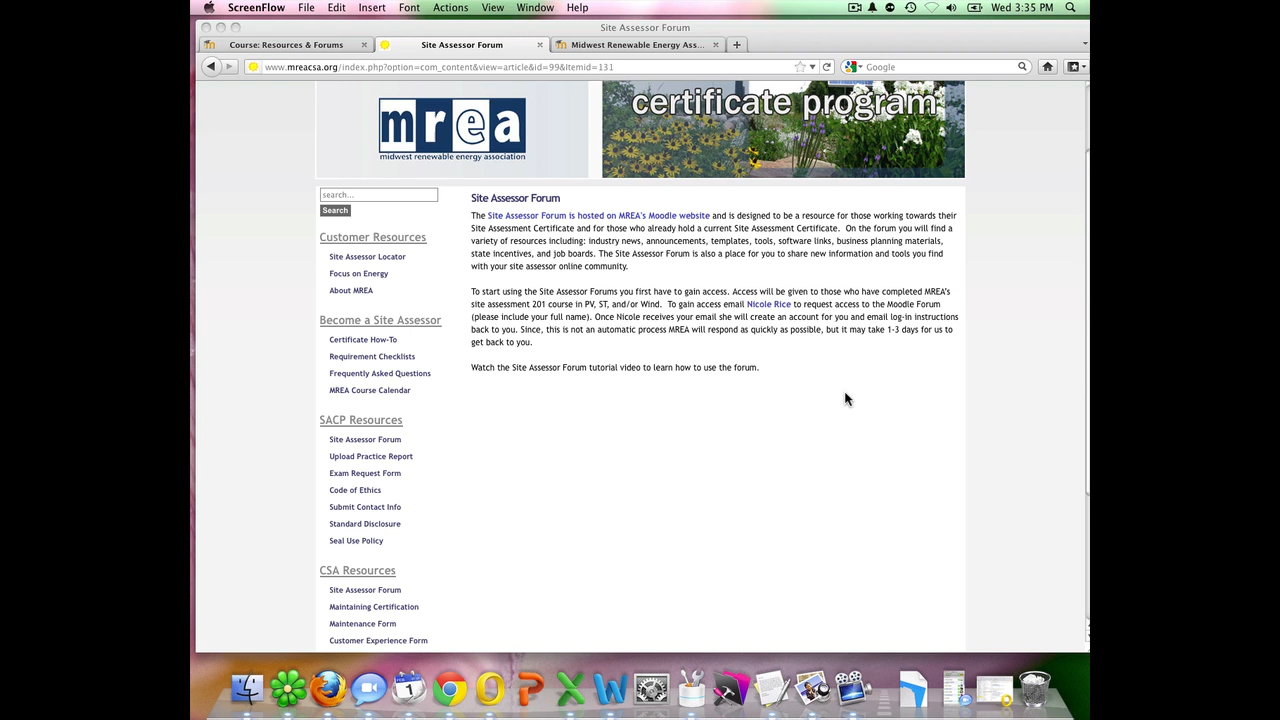 ScreenFlow File Edit Insert Font Actions View Window Help Wed 3:35 PM
Site Assessor Forum
Course: Resources & Forums Site Assessor Forum Midwest Renewable Energy Ass...
www.mreacsa.org/index.php?option=com_content&view=article&id=99&Itemid=131 Google
mrea
midwest renewable energy association
certificate program
search...
Search
Customer Resources
Site Assessor Locator
Focus on Energy
About MREA
Become a Site Assessor
Certificate How-To
Requirement Checklists
Frequently Asked Questions
MREA Course Calendar
SACP Resources
Site Assessor Forum
Upload Practice Report
Exam Request Form
Code of Ethics
Submit Contact Info
Standard Disclosure
Seal Use Policy
CSA Resources
Site Assessor Forum
Maintaining Certification
Maintenance Form
Customer Experience Form
Site Assessor Forum
The Site Assessor Forum is hosted on MREA's Moodle website and is designed to be a resource for those working towards their
Site Assessment Certificate and for those who already hold a current Site Assessment Certificate. On the forum you will find a
variety of resources including: industry news, announcements, templates, tools, software links, business planning materials,
state incentives, and job boards. The Site Assessor Forum is also a place for you to share new information and tools you find
with your site assessor online community.
To start using the Site Assessor Forums you first have to gain access. Access will be given to those who have completed MREA's
site assessment 201 course in PV, ST, and/or Wind. To gain access email Nicole Rice to request access to the Moodle Forum
(please include your full name). Once Nicole receives your email she will create an account for you and email log-in instructions
back to you. Since, this is not an automatic process MREA will respond as quickly as possible, but it may take 1-3 days for us to
get back to you.
Watch the Site Assessor Forum tutorial video to learn how to use the forum.
FEB
1